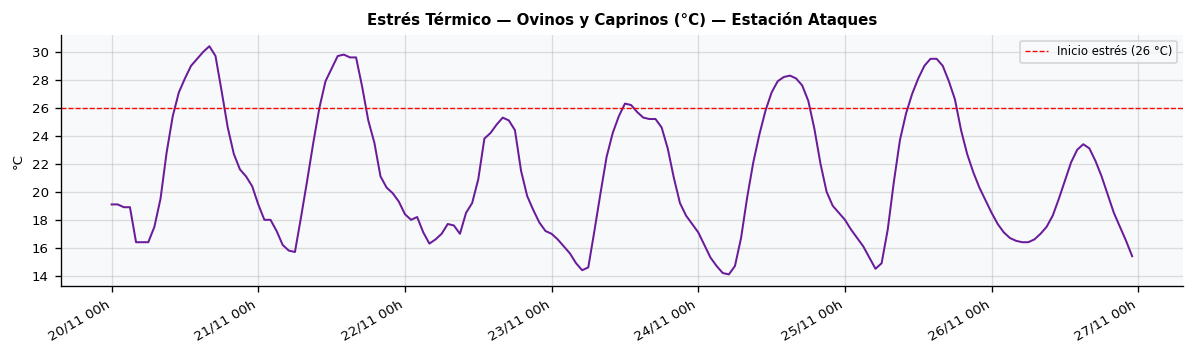 Estrés Térmico — Ovinos y Caprinos (°C) — Estación Ataques
Inicio estrés (26 °C)
°C
30
28
26
24
22
20
18
16
14
20/11 00h
21/11 00h
22/11 00h
23/11 00h
24/11 00h
25/11 00h
26/11 00h
27/11 00h